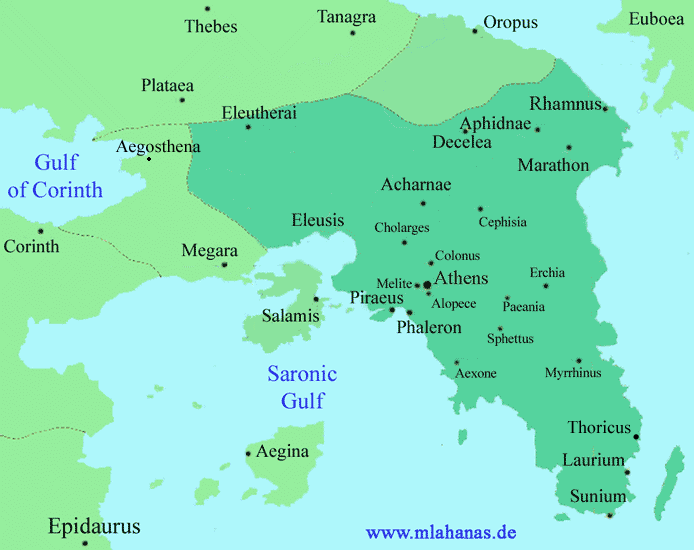 Thebes
Tanagra
Oropus
Euboea
Plataea
Eleutherai
Rhamnus
Aphidnae
Decelea
Aegosthena
Marathon
Gulf
of Corinth
Acharnae
Cephisia
Eleusis
Cholarges
Corinth
Megara
Colonus
Melite
Athens
Erchia
Piraeus
Alopece
Paeania
Salamis
Phaleron
Sphettus
Saronic
Gulf
Aexone
Myrrhinus
Thoricus
Aegina
Laurium
Sunium
Epidaurus
www.mlahanas.de